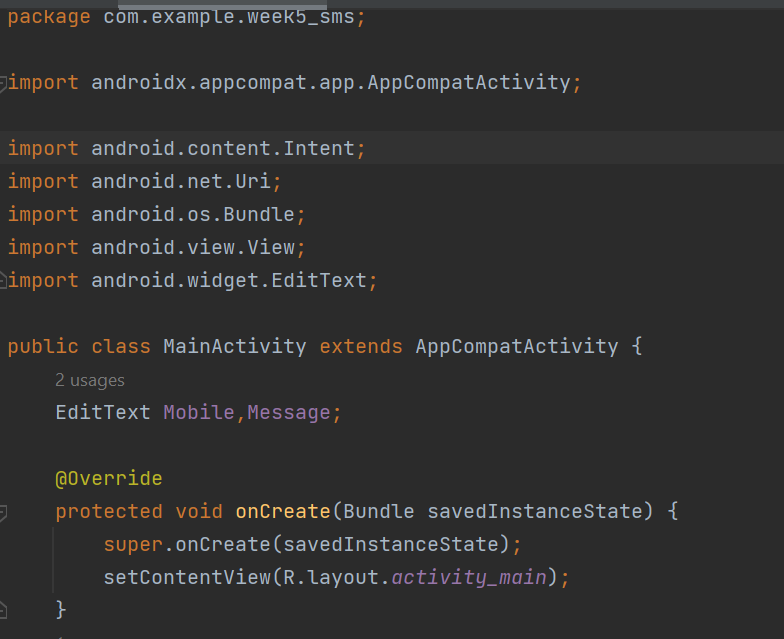 package com.example.week5_sms;
import androidx.appcompat.app.AppCompatActivity;
import android.content.Intent;
import android.net.Uri;
import android.os.Bundle;
import android.view.View;
import android.widget.EditText;
public class MainActivity extends AppCompatActivity {
2 usages
EditText Mobile,Message;
@Override
protected void onCreate(Bundle savedInstanceState) {
super.onCreate(savedInstanceState);
setContentView(R.layout.activity_main);
}